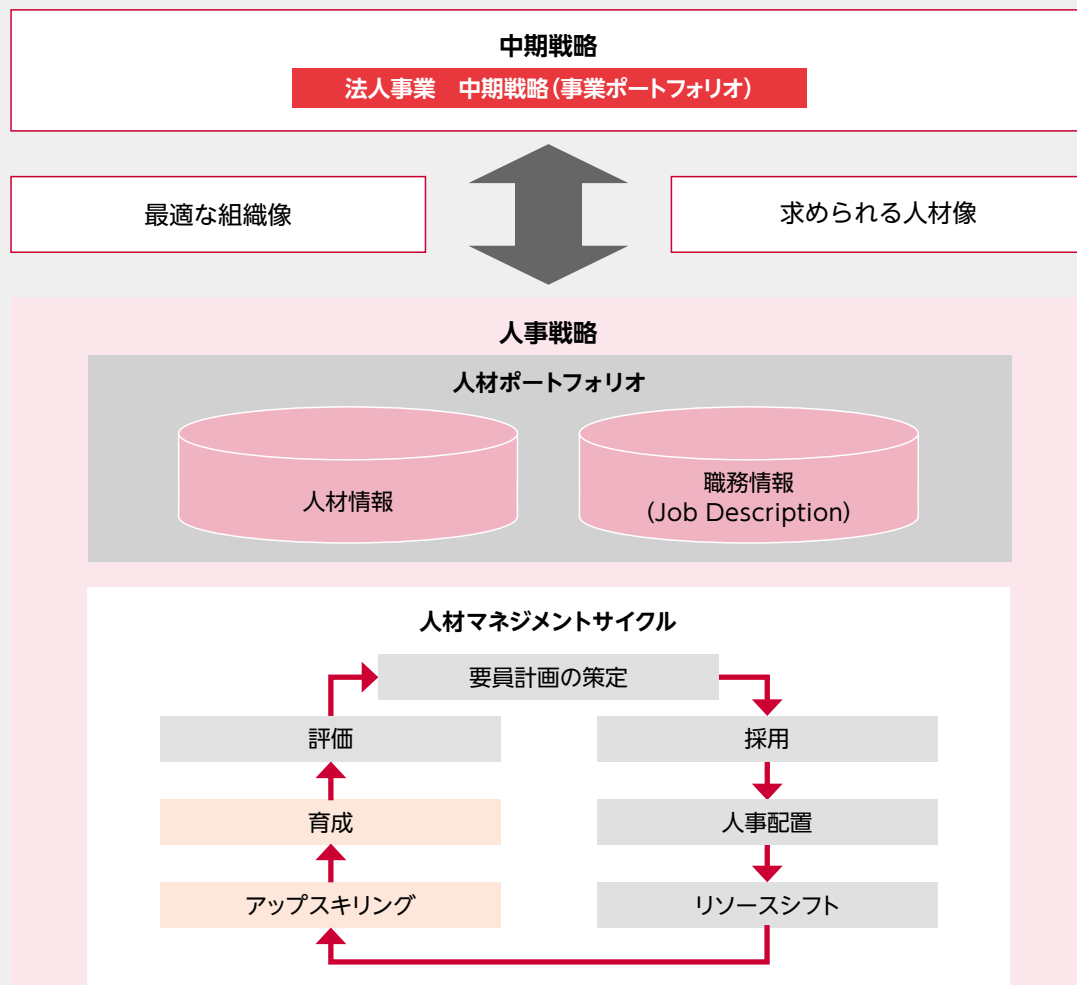 中期戦略
法人事業　中期戦略(事業ポートフォリオ)
最適な組織像
求められる人材像
人事戦略
人材ポートフォリオ
人材情報
職務情報
(Job Description)
人材マネジメントサイクル
要員計画の策定
評価
採用
育成
人事配置
アップスキリング
リソースシフト